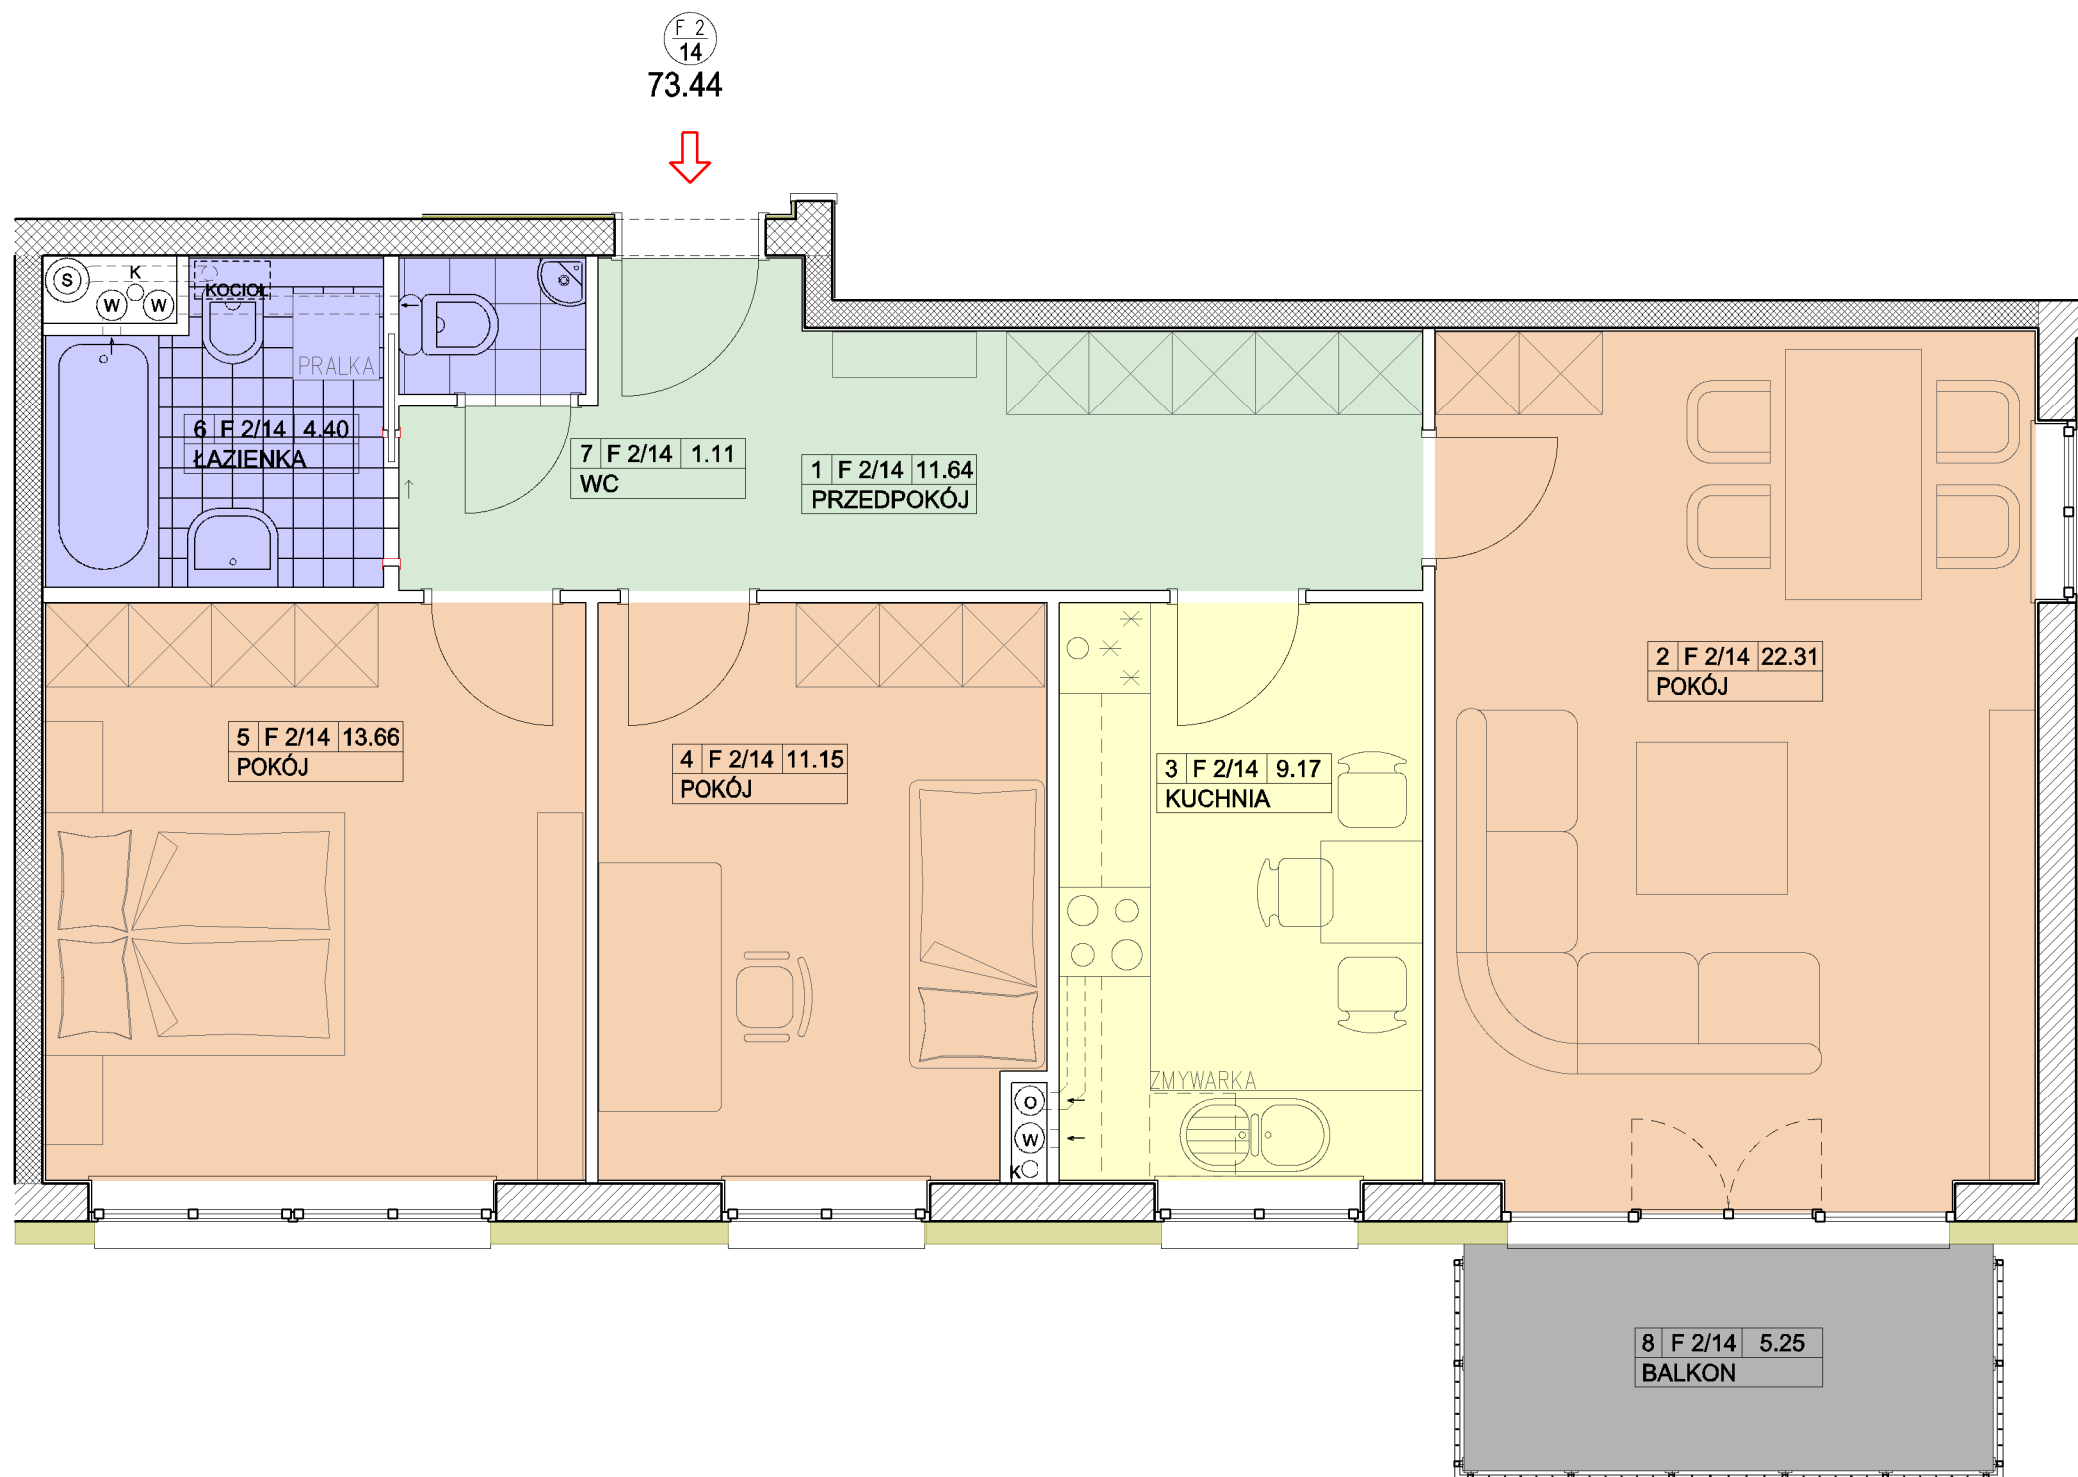 F 2
14
73.44
S
K
W
W
KOCIOŁ
PRALKA
6 F 2/14 4.40
ŁAZIENKA
7 F 2/14 1.11
WC
1 F 2/14 11.64
PRZEDPOKÓJ
2 F 2/14 22.31
POKÓJ
5 F 2/14 13.66
POKÓJ
4 F 2/14 11.15
POKÓJ
3 F 2/14 9.17
KUCHNIA
ZMYWARKA
O
W
K
8 F 2/14 5.25
BALKON